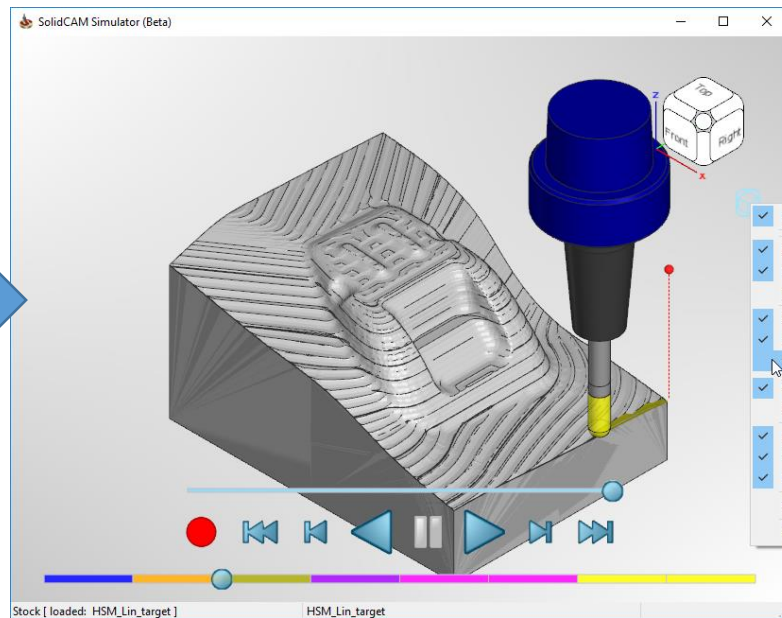 SolidCAM Simulator (Beta)
z
Top
Front
Right
x
Stock [ loaded: HSM_Lin_target ]
HSM_Lin_target